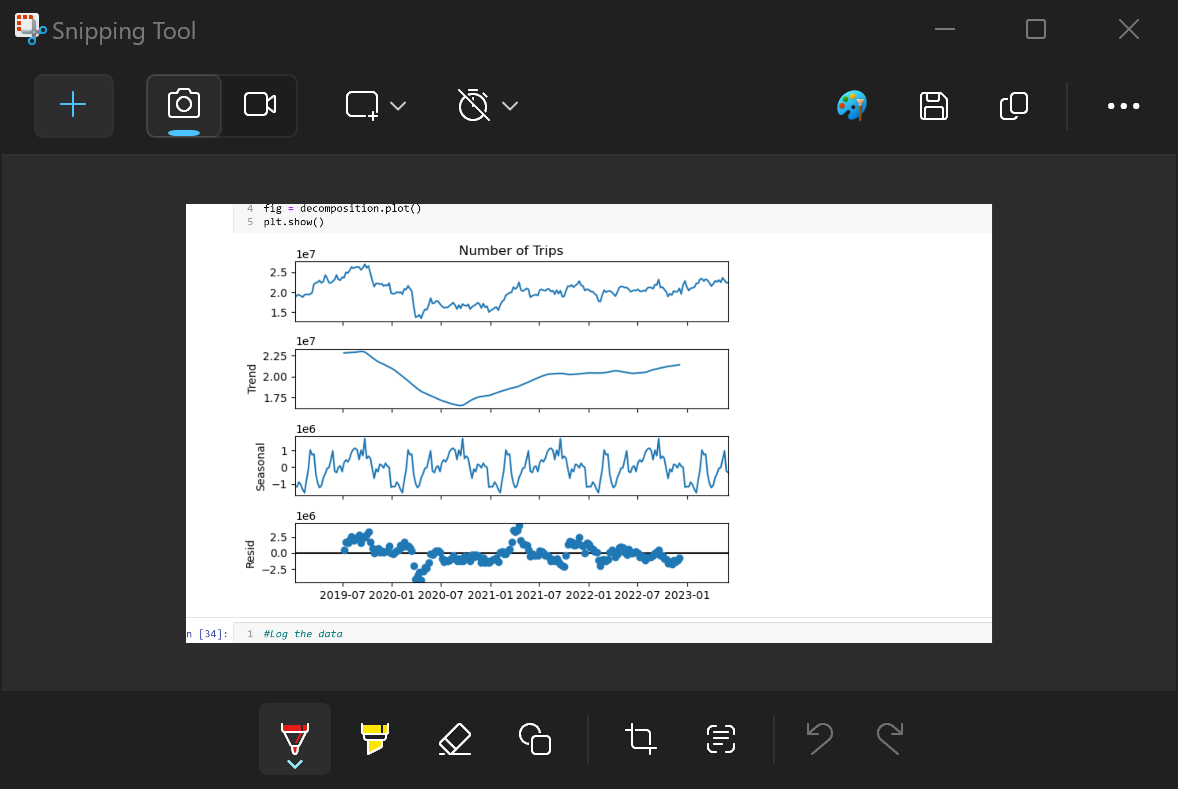 Snipping Tool
4 fig = decomposition.plot()
5 plt.show()
Number of Trips
1e7
2.5
2.0
1.5
1e7
2.25
2.00
1.75
Trend
1e6
1
0
−1
Seasonal
1e6
2.5
0.0
−2.5
Resid
2019-07 2020-01 2020-07 2021-01 2021-07 2022-01 2022-07 2023-01
n [34]: 1 #Log the data